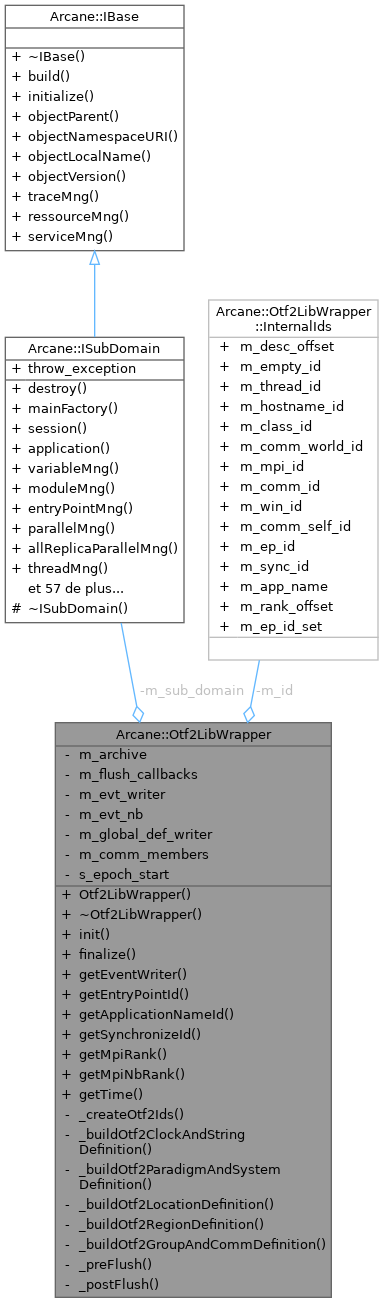 Arcane::IBase
+ ~IBase()
+ build()
+ initialize()
+ objectParent()
+ objectNamespaceURI()
+ objectLocalName()
+ objectVersion()
+ traceMng()
+ ressourceMng()
+ serviceMng()
Arcane::ISubDomain
+ throw_exception
+ destroy()
+ mainFactory()
+ session()
+ application()
+ variableMng()
+ moduleMng()
+ entryPointMng()
+ parallelMng()
+ allReplicaParallelMng()
+ threadMng()
et 57 de plus...
# ~ISubDomain()
Arcane::Otf2LibWrapper
::InternalIds
+ m_desc_offset
+ m_empty_id
+ m_thread_id
+ m_hostname_id
+ m_class_id
+ m_comm_world_id
+ m_mpi_id
+ m_comm_id
+ m_win_id
+ m_comm_self_id
+ m_ep_id
+ m_sync_id
+ m_app_name
+ m_rank_offset
+ m_ep_id_set
-m_sub_domain
-m_id
Arcane::Otf2LibWrapper
- m_archive
- m_flush_callbacks
- m_evt_writer
- m_evt_nb
- m_global_def_writer
- m_comm_members
- s_epoch_start
+ Otf2LibWrapper()
+ ~Otf2LibWrapper()
+ init()
+ finalize()
+ getEventWriter()
+ getEntryPointId()
+ getApplicationNameId()
+ getSynchronizeId()
+ getMpiRank()
+ getMpiNbRank()
+ getTime()
- _createOtf2Ids()
- _buildOtf2ClockAndString
Definition()
- _buildOtf2ParadigmAndSystem
Definition()
- _buildOtf2LocationDefinition()
- _buildOtf2RegionDefinition()
- _buildOtf2GroupAndCommDefinition()
- _preFlush()
- _postFlush()